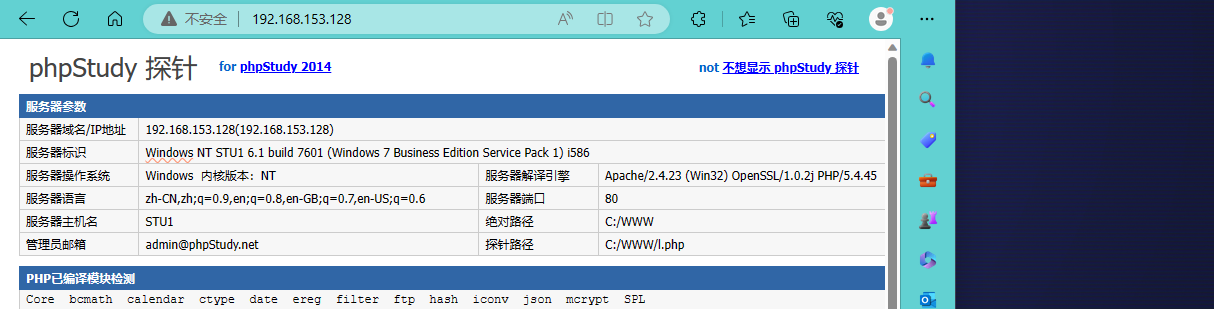 不安全 192.168.153.128
phpStudy 探针 for phpStudy 2014 not 不想显示 phpStudy 探针
服务器参数
服务器域名/IP地址 192.168.153.128(192.168.153.128)
服务器标识 Windows NT STU1 6.1 build 7601 (Windows 7 Business Edition Service Pack 1) i586
服务器操作系统 Windows 内核版本：NT 服务器解译引擎 Apache/2.4.23 (Win32) OpenSSL/1.0.2j PHP/5.4.45
服务器语言 zh-CN,zh;q=0.9,en;q=0.8,en-GB;q=0.7,en-US;q=0.6 服务器端口 80
服务器主机名 STU1 绝对路径 C:/WWW
管理员邮箱 admin@phpStudy.net 探针路径 C:/WWW/l.php
PHP已编译模块检测
Core bcmath calendar ctype date ereg filter ftp hash iconv json mcrypt SPL